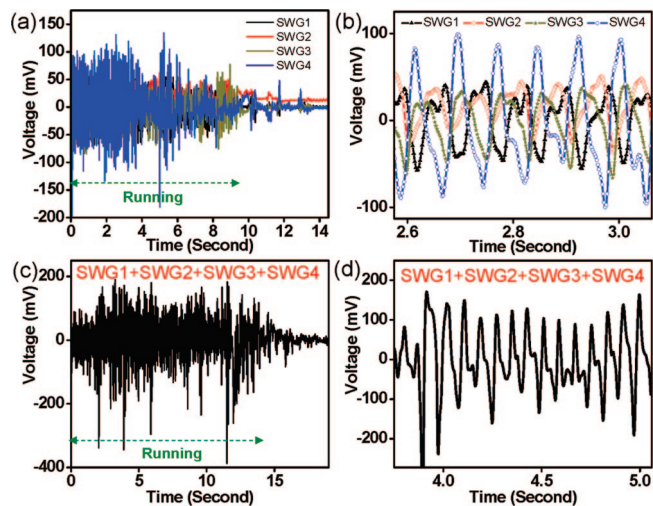 (a)
150
100
50
0
-50
-100
-150
-200
Voltage (mV)
SWG1
SWG2
SWG3
SWG4
Running
0 2 4 6 8 10 12 14
Time (Second)
(b)
SWG1 SWG2 SWG3 SWG4
100
0
-100
Voltage (mV)
2.6 2.8 3.0
Time (Second)
(c)
SWG1+SWG2+SWG3+SWG4
200
0
-200
-400
Voltage (mV)
Running
0 5 10 15
Time (Second)
(d)
SWG1+SWG2+SWG3+SWG4
200
100
0
-100
-200
Voltage (mV)
4.0 4.5 5.0
Time (Second)